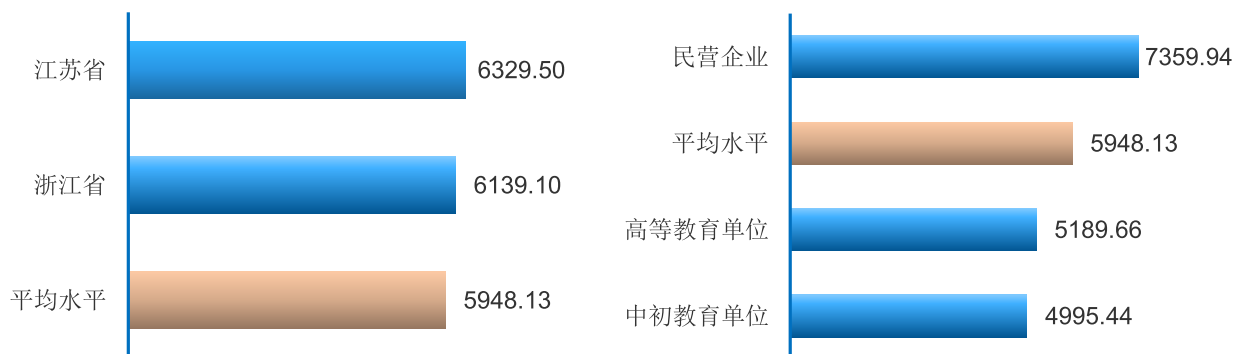 江苏省 6329.50
浙江省 6139.10
平均水平 5948.13
民营企业 7359.94
平均水平 5948.13
高等教育单位 5189.66
中初教育单位 4995.44